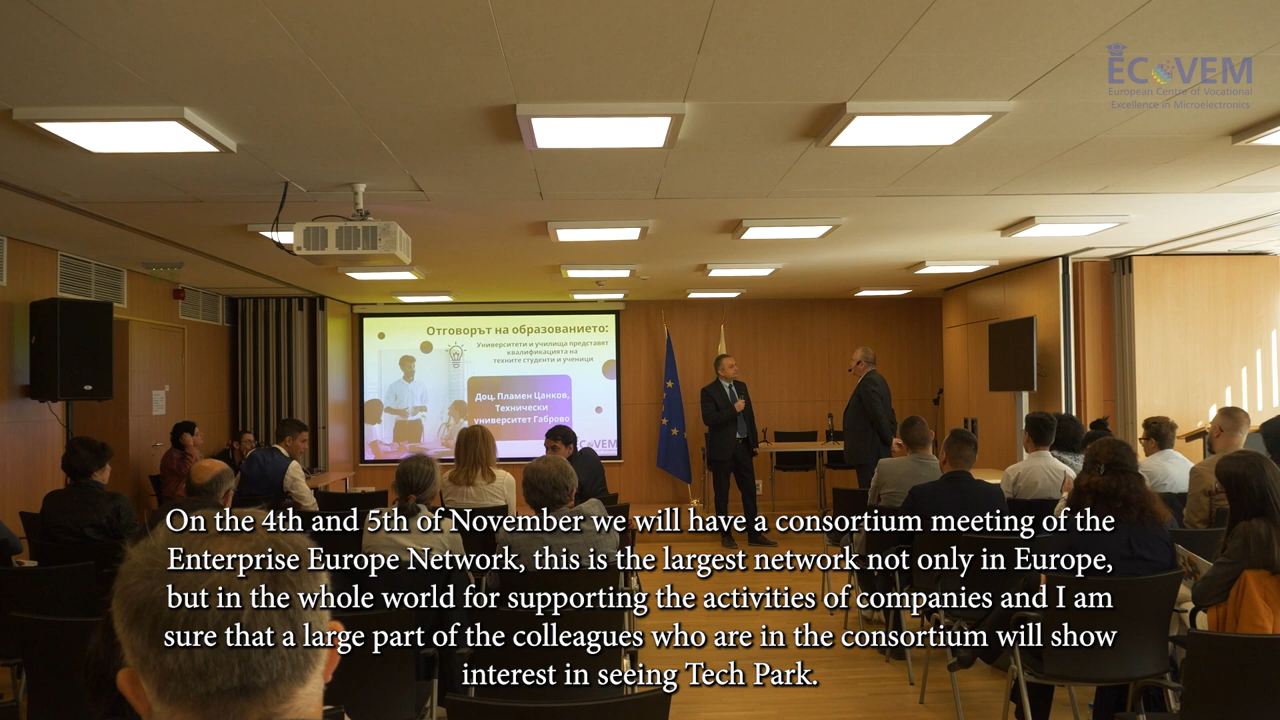 ECOVEM
European Centre of Vocational
Excellence in Microelectronics
Отговорът на образованието:
Университети и училища представят
квалификацията на
техните студенти и ученици
Доц. Пламен Цанков,
Технически
университет Габрово
ECOVEM
On the 4th and 5th of November we will have a consortium meeting of the
Enterprise Europe Network, this is the largest network not only in Europe,
but in the whole world for supporting the activities of companies and I am
sure that a large part of the colleagues who are in the consortium will show
interest in seeing Tech Park.